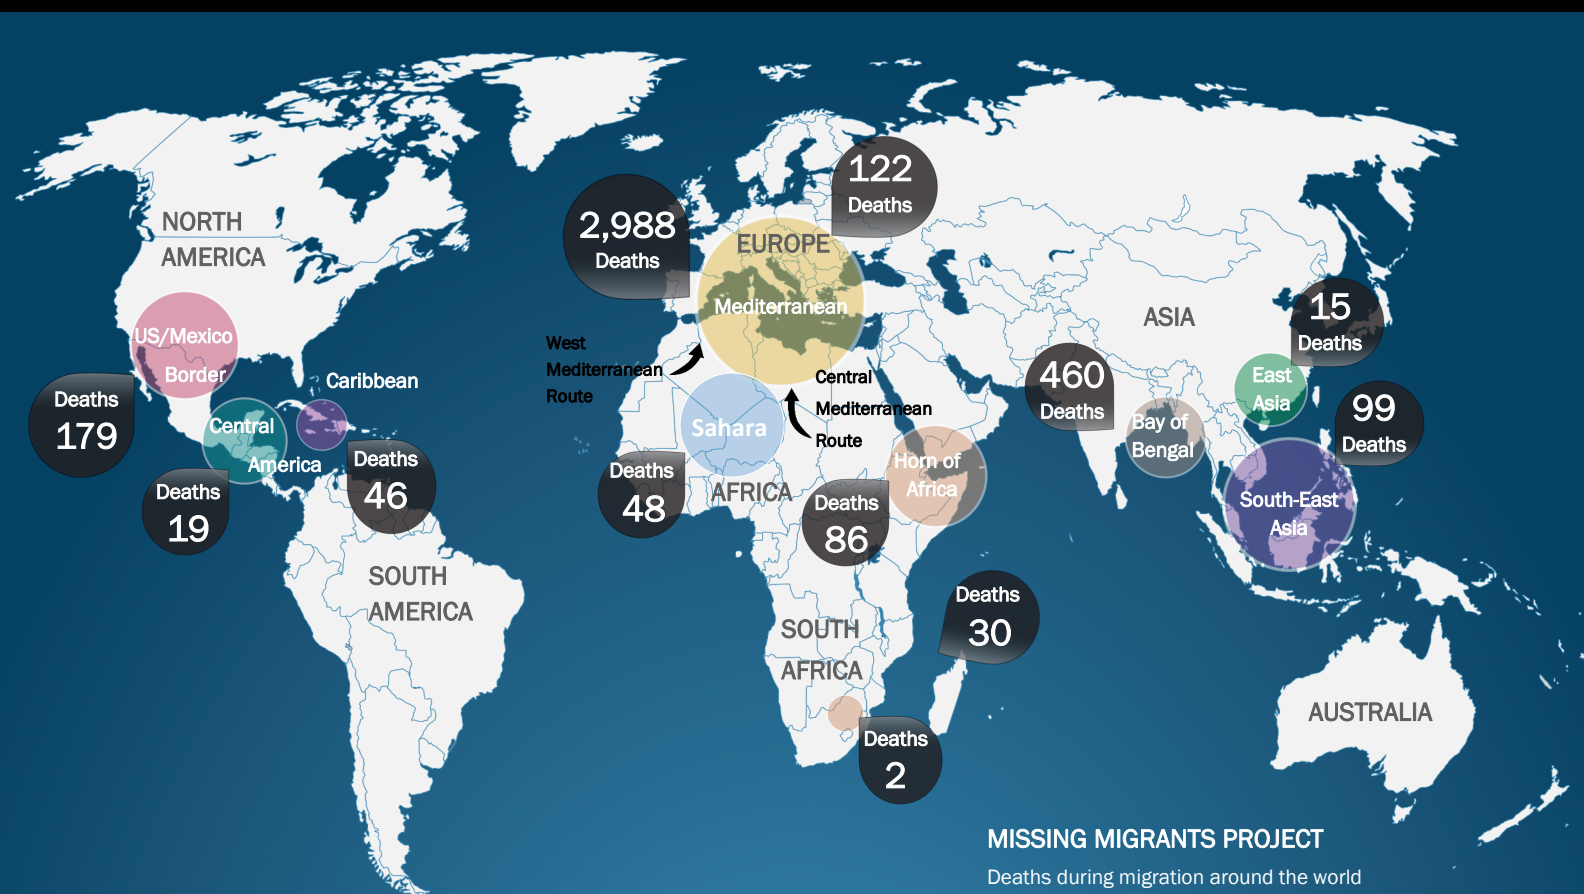 122
Deaths
2,988
Deaths
NORTH
AMERICA
EUROPE
Mediterranean
ASIA
15
Deaths
US/Mexico
Border
West
Mediterranean
Route
Central
Mediterranean
Route
460
Deaths
East
Asia
Caribbean
Deaths
179
Central
America
Sahara
Bay of
Bengal
99
Deaths
Deaths
46
Deaths
19
Deaths
48
AFRICA
Horn of
Africa
Deaths
86
South-East
Asia
SOUTH
AMERICA
Deaths
30
SOUTH
AFRICA
AUSTRALIA
Deaths
2
MISSING MIGRANTS PROJECT
Deaths during migration around the world